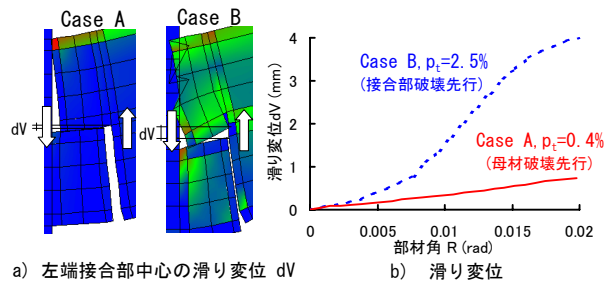 Case A
Case B
dV
dV
a) 左端接合部中心の滑り変位 dV
滑り変位dV(mm)
4
3
2
1
0
Case B, pt=2.5%
(接合部破壊先行)
Case A, pt=0.4%
(母材破壊先行)
0 0.005 0.01 0.015 0.02
部材角 R (rad)
b) 滑り変位